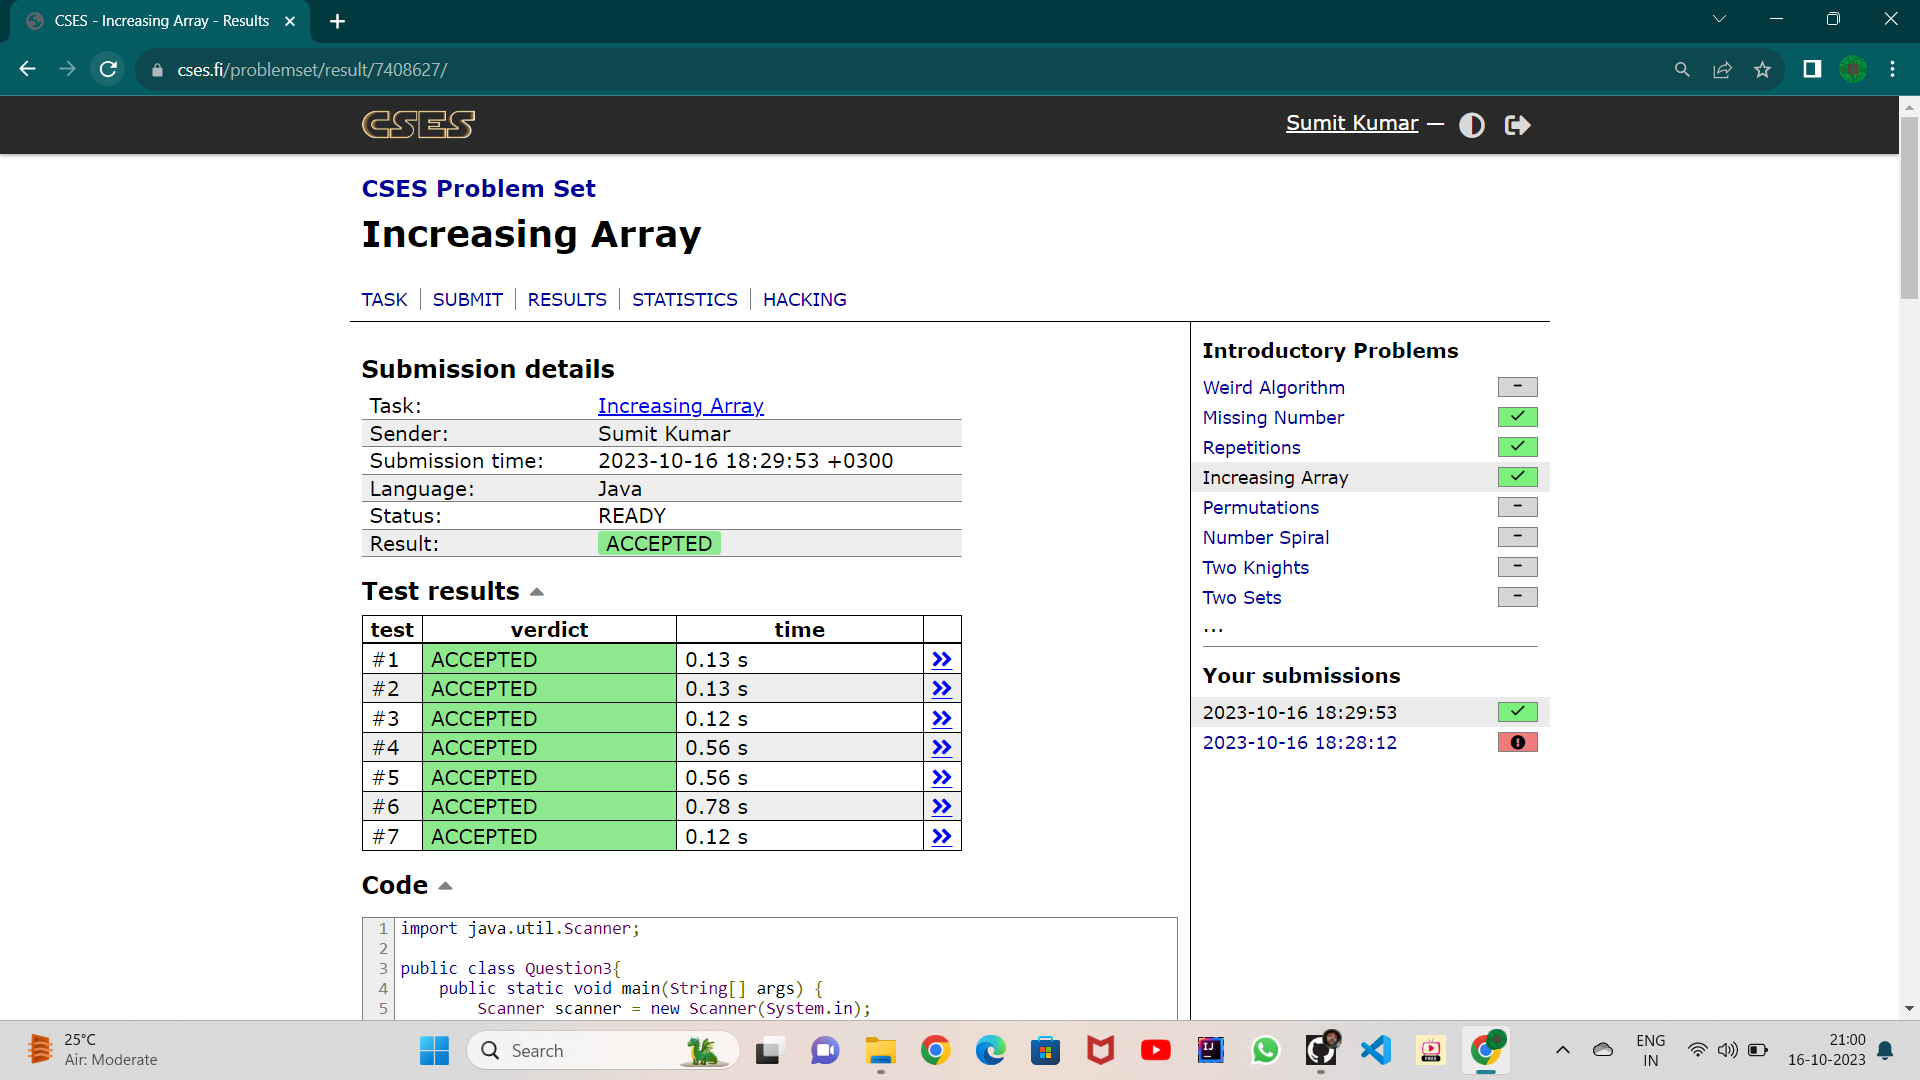 CSES - Increasing Array - Results
cses.fi/problemset/result/7408627/
CSES
Sumit Kumar —
CSES Problem Set
Increasing Array
TASK | SUBMIT | RESULTS | STATISTICS | HACKING
Submission details
Task: Increasing Array
Sender: Sumit Kumar
Submission time: 2023-10-16 18:29:53 +0300
Language: Java
Status: READY
Result: ACCEPTED
Test results
test verdict time
#1 ACCEPTED 0.13 s »
#2 ACCEPTED 0.13 s »
#3 ACCEPTED 0.12 s »
#4 ACCEPTED 0.56 s »
#5 ACCEPTED 0.56 s »
#6 ACCEPTED 0.78 s »
#7 ACCEPTED 0.12 s »
Code
1 import java.util.Scanner;
2
3 public class Question3{
4 public static void main(String[] args) {
5 Scanner scanner = new Scanner(System.in);
Introductory Problems
Weird Algorithm -
Missing Number ✓
Repetitions ✓
Increasing Array ✓
Permutations -
Number Spiral -
Two Knights -
Two Sets -
...
Your submissions
2023-10-16 18:29:53 ✓
2023-10-16 18:28:12
25°C
Air: Moderate
Search
ENG
IN
21:00
16-10-2023